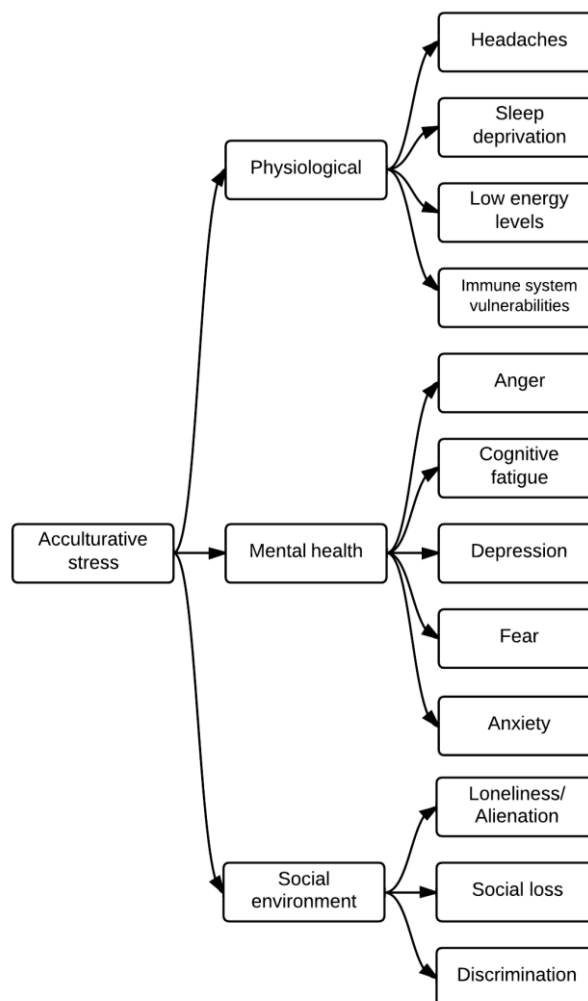 Headaches
Sleep
deprivation
Physiological
Low energy
levels
Immune system
vulnerabilities
Anger
Cognitive
fatigue
Acculturative
stress
Mental health
Depression
Fear
Anxiety
Loneliness/
Alienation
Social
environment
Social loss
Discrimination